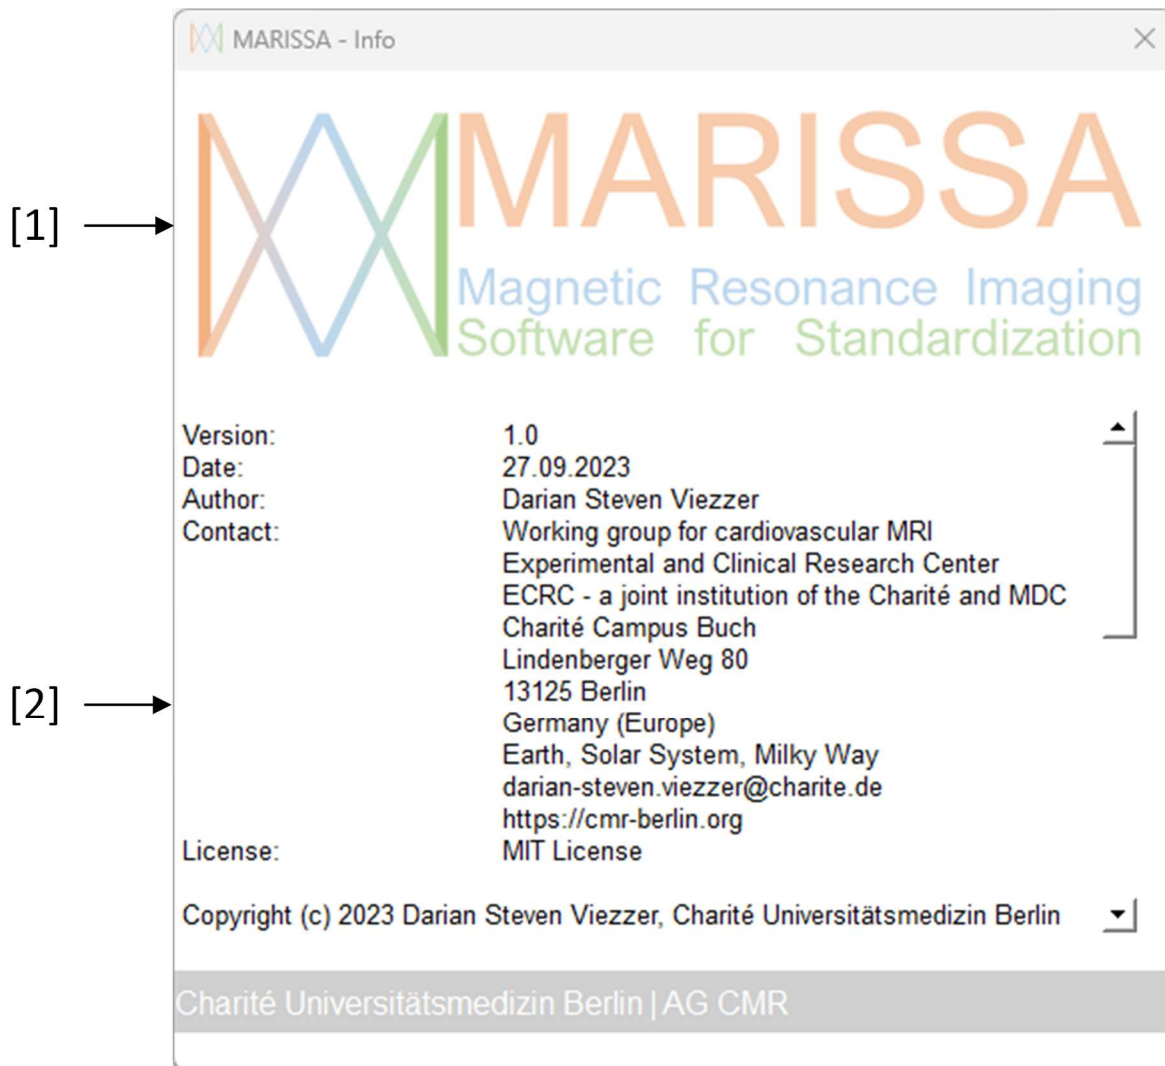 MARISSA - Info
MARISSA
Magnetic Resonance Imaging
Software for Standardization
[1]
Version: 1.0
Date: 27.09.2023
Author: Darian Steven Viezzer
Contact: Working group for cardiovascular MRI
Experimental and Clinical Research Center
ECRC - a joint institution of the Charité and MDC
Charité Campus Buch
Lindenberger Weg 80
[2]
13125 Berlin
Germany (Europe)
Earth, Solar System, Milky Way
darian-steven.viezzer@charite.de
https://cmr-berlin.org
License: MIT License
Copyright (c) 2023 Darian Steven Viezzer, Charité Universitätsmedizin Berlin
Charité Universitätsmedizin Berlin | AG CMR